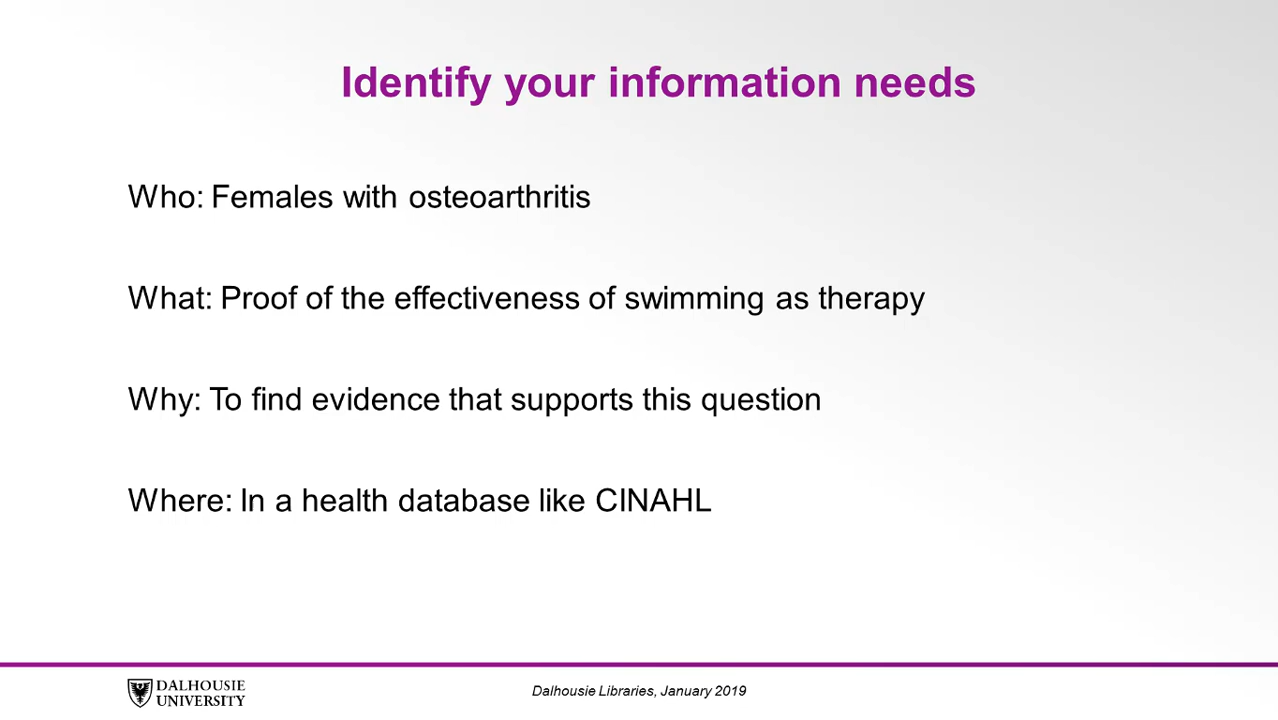 Identify your information needs
Who: Females with osteoarthritis
What: Proof of the effectiveness of swimming as therapy
Why: To find evidence that supports this question
Where: In a health database like CINAHL
DALHOUSIE
UNIVERSITY
Dalhousie Libraries, January 2019